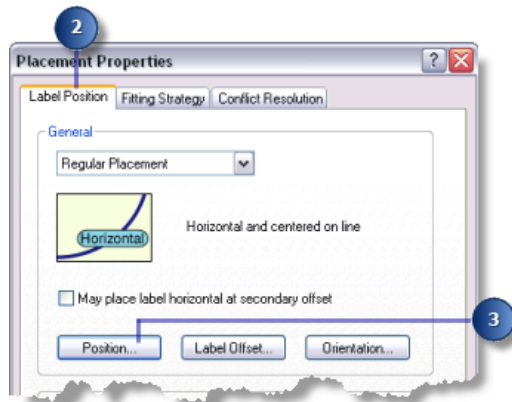 2
Placement Properties
Label Position Fitting Strategy Conflict Resolution
General
Regular Placement
Horizontal
Horizontal and centered on line
May place label horizontal at secondary offset
3
Position... Label Offset... Orientation...